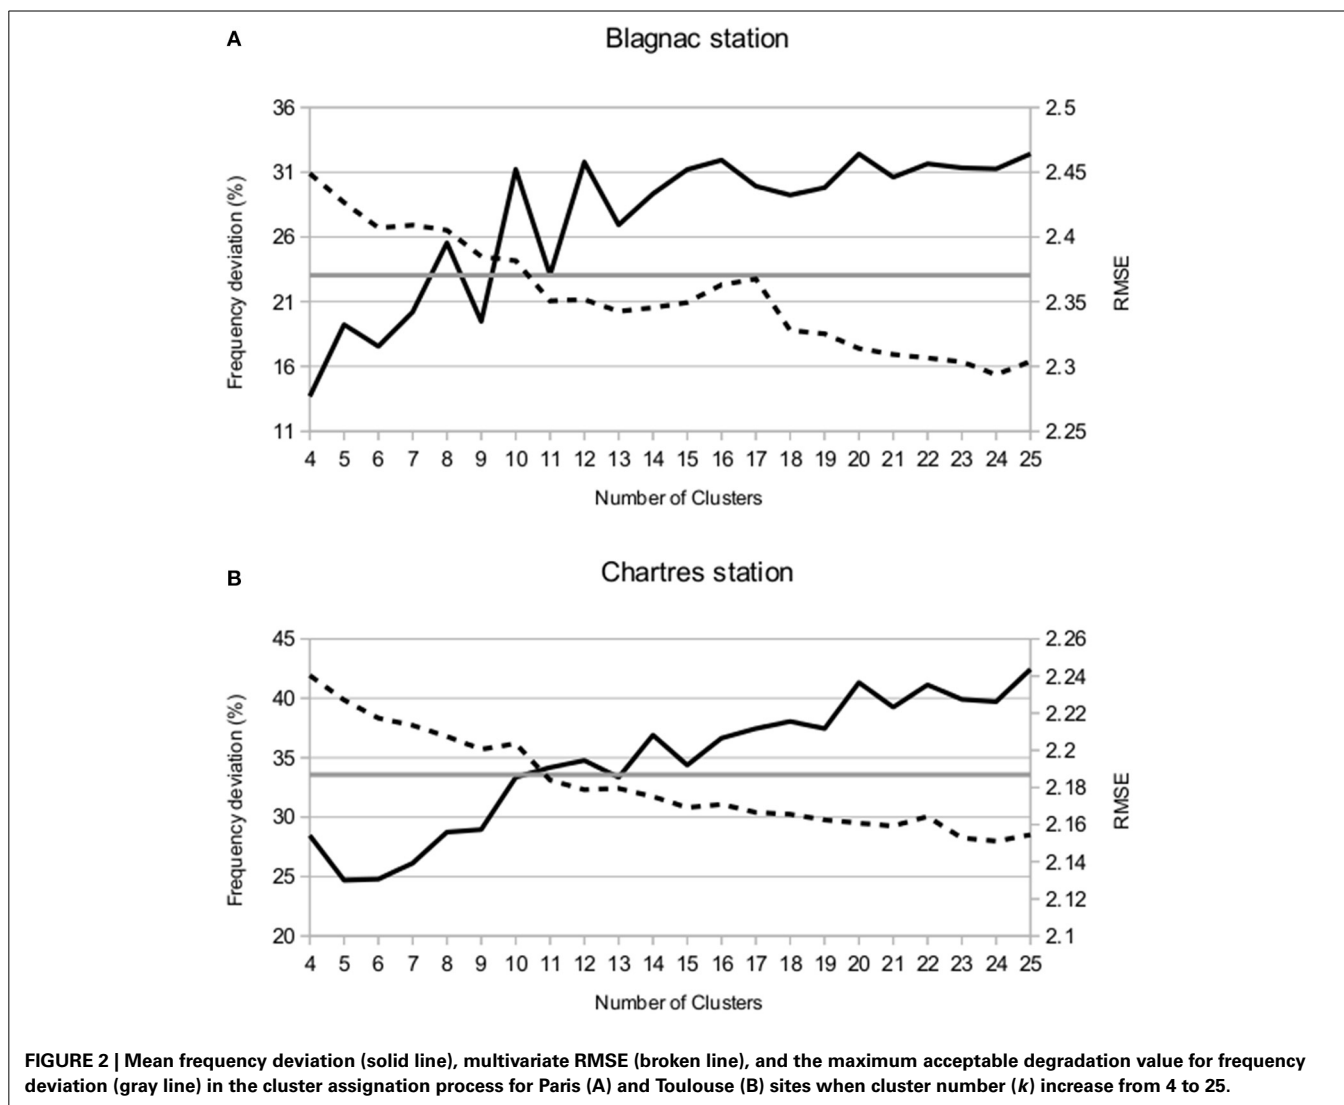 A
Blagnac station
36
31
26
21
16
11
Frequency deviation (%)
2.5
2.45
2.4
2.35
2.3
2.25
RMSE
4 5 6 7 8 9 10 11 12 13 14 15 16 17 18 19 20 21 22 23 24 25
Number of Clusters
B
Chartres station
45
40
35
30
25
20
Frequency deviation (%)
2.26
2.24
2.22
2.2
2.18
2.16
2.14
2.12
2.1
RMSE
4 5 6 7 8 9 10 11 12 13 14 15 16 17 18 19 20 21 22 23 24 25
Number of Clusters
FIGURE 2 | Mean frequency deviation (solid line), multivariate RMSE (broken line), and the maximum acceptable degradation value for frequency
deviation (gray line) in the cluster assignation process for Paris (A) and Toulouse (B) sites when cluster number (k) increase from 4 to 25.